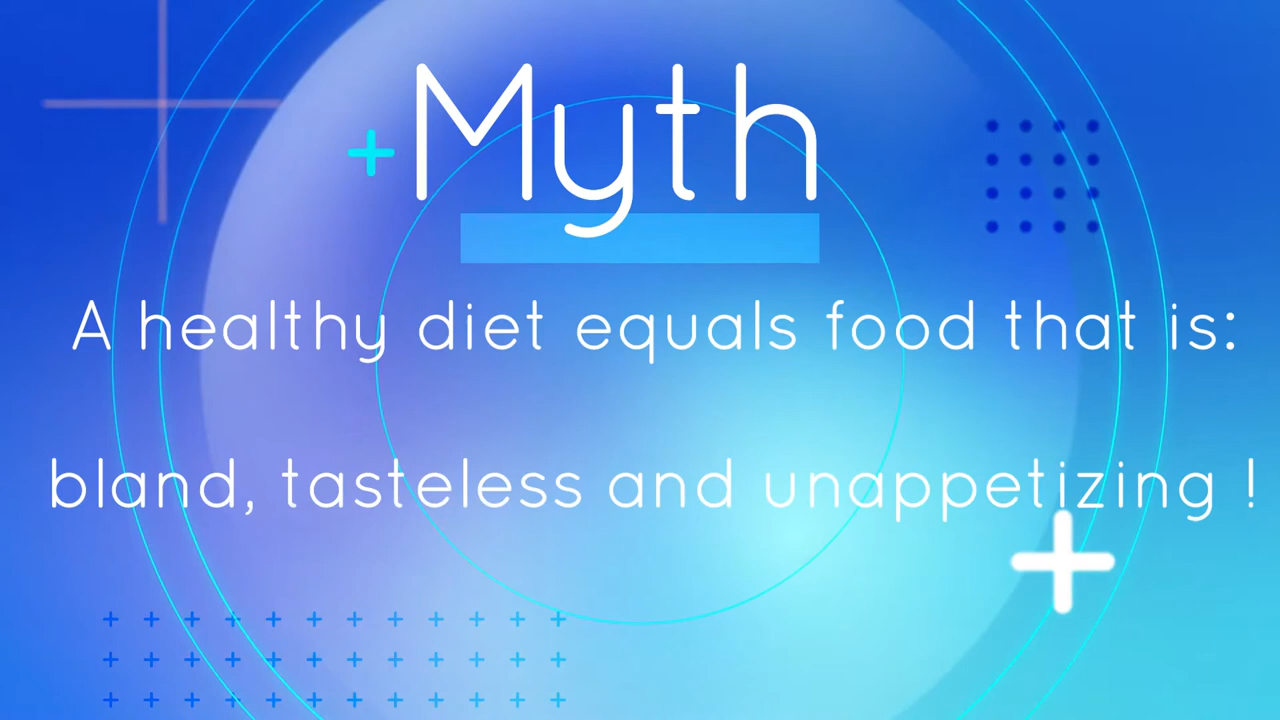 Myth
A healthy diet equals food that is:
bland, tasteless and unappetizing !